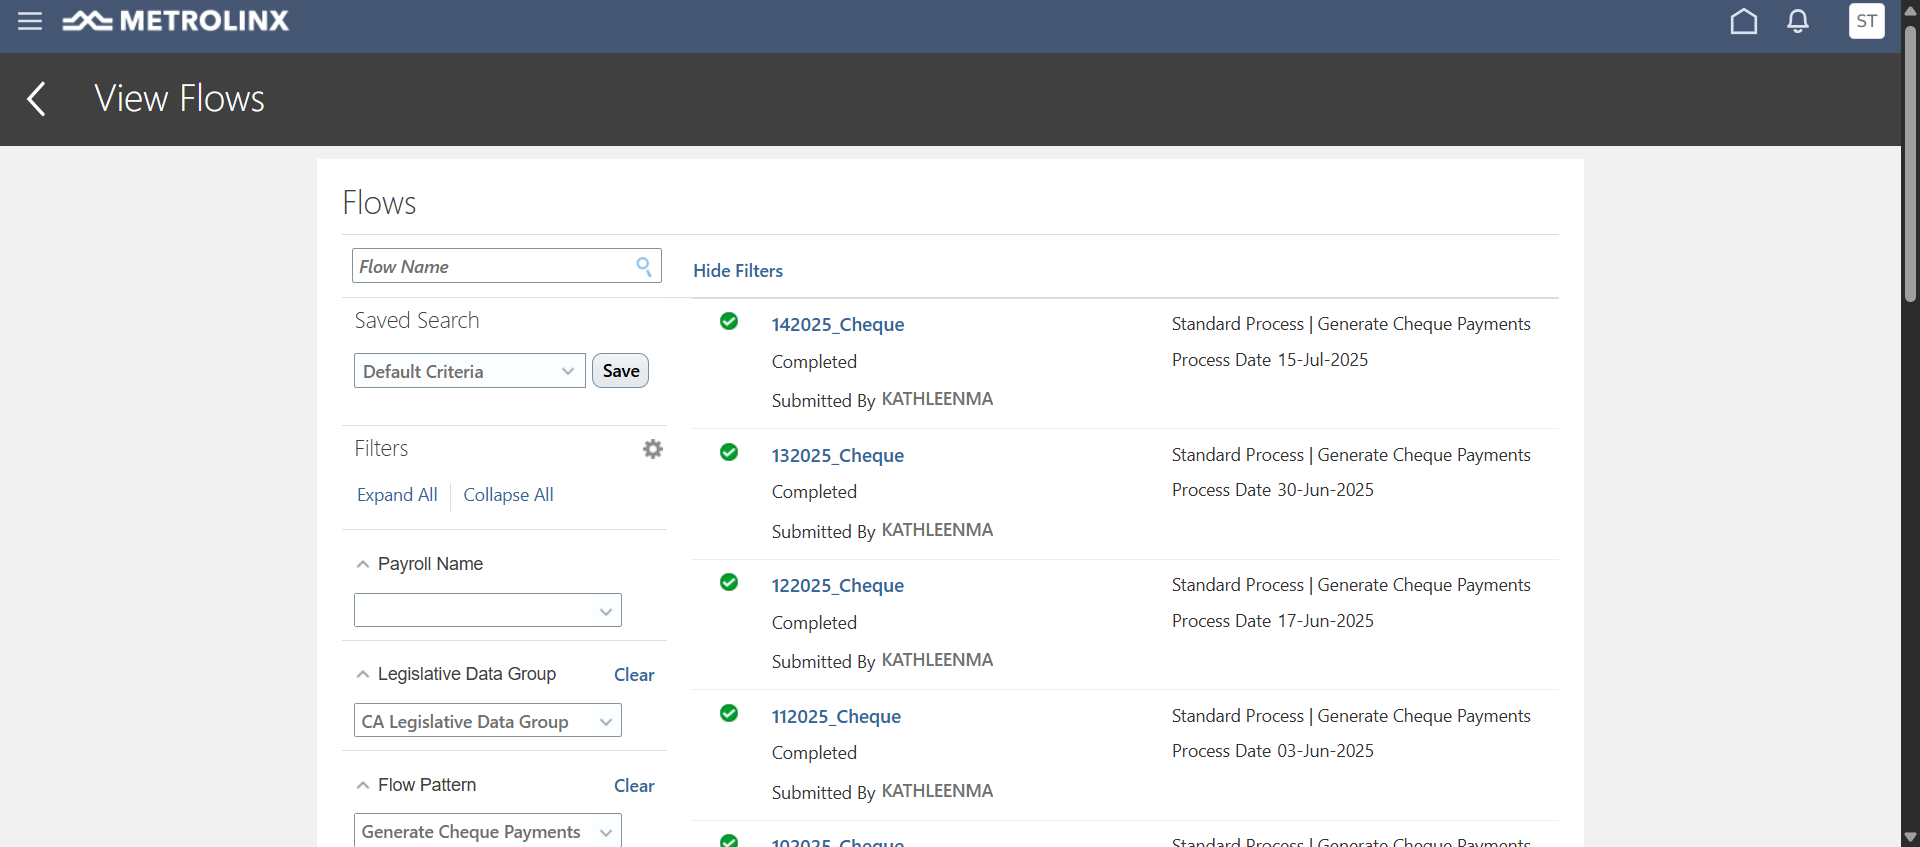 METROLINX
ST
View Flows
Flows
Flow Name
Hide Filters
Saved Search
Default Criteria
Save
Filters
Expand All
Collapse All
Payroll Name
Legislative Data Group
Clear
CA Legislative Data Group
Flow Pattern
Clear
Generate Cheque Payments
142025_Cheque
Completed
Submitted By KATHLEENMA
Standard Process | Generate Cheque Payments
Process Date 15-Jul-2025
132025_Cheque
Completed
Submitted By KATHLEENMA
Standard Process | Generate Cheque Payments
Process Date 30-Jun-2025
122025_Cheque
Completed
Submitted By KATHLEENMA
Standard Process | Generate Cheque Payments
Process Date 17-Jun-2025
112025_Cheque
Completed
Submitted By KATHLEENMA
Standard Process | Generate Cheque Payments
Process Date 03-Jun-2025
102025_Cheque
Standard Process | Generate Cheque Payments